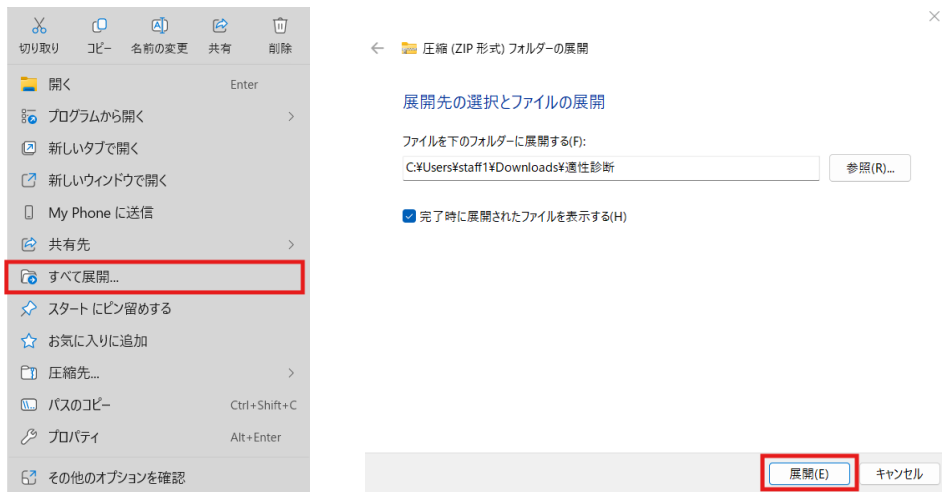 切り取り コピー 名前の変更 共有 削除
開く Enter
プログラムから開く
新しいタブで開く
新しいウィンドウで開く
My Phone に送信
共有先
すべて展開...
スタート にピン留めする
お気に入りに追加
圧縮先...
パスのコピー Ctrl+Shift+C
プロパティ Alt+Enter
その他のオプションを確認
圧縮 (ZIP 形式) フォルダーの展開
展開先の選択とファイルの展開
ファイルを下のフォルダーに展開する(F):
C:¥Users¥staff1¥Downloads¥適性診断 参照(R)...
完了時に展開されたファイルを表示する(H)
展開(E) キャンセル